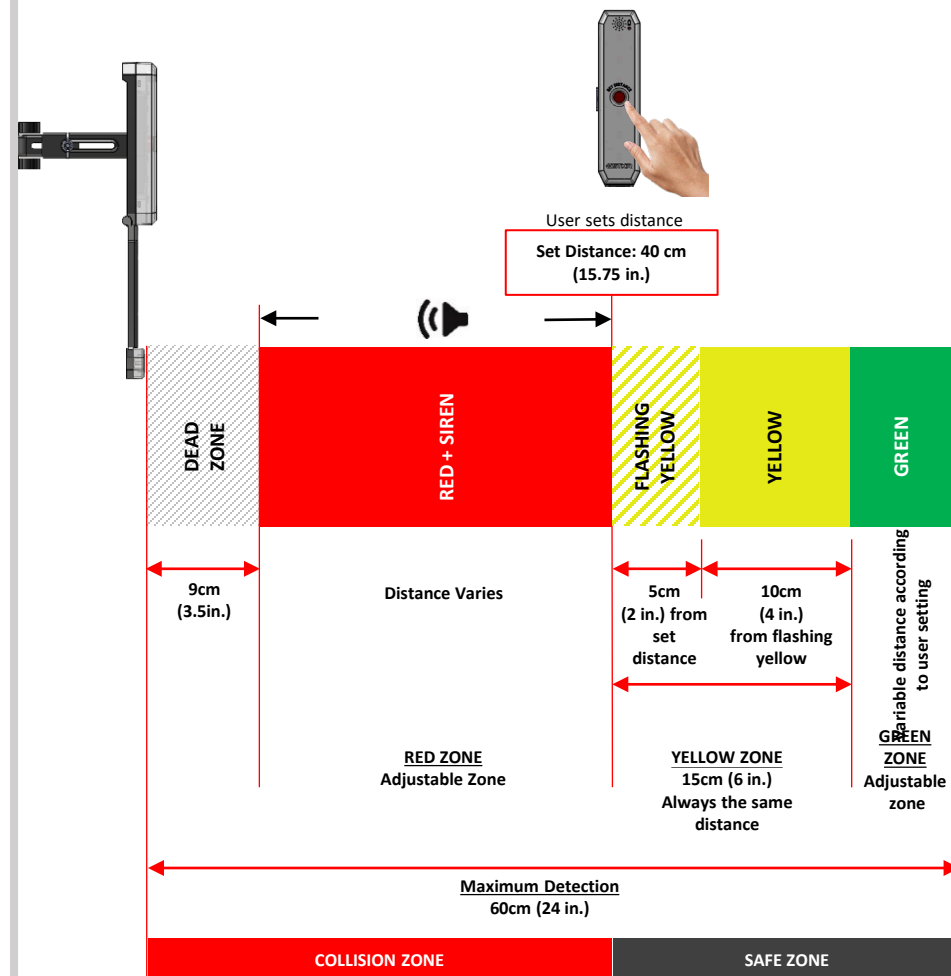 SET DISTANCE
User sets distance
Set Distance: 40 cm
(15.75 in.)
DEAD
ZONE
RED + SIREN
FLASHING
YELLOW
YELLOW
GREEN
9cm
(3.5in.)
Distance Varies
5cm
(2 in.) from
set
distance
10cm
(4 in.)
from flashing
yellow
Variable distance according
to user setting
RED ZONE
Adjustable Zone
YELLOW ZONE
15cm (6 in.)
Always the same
distance
GREEN
ZONE
Adjustable
zone
Maximum Detection
60cm (24 in.)
COLLISION ZONE
SAFE ZONE